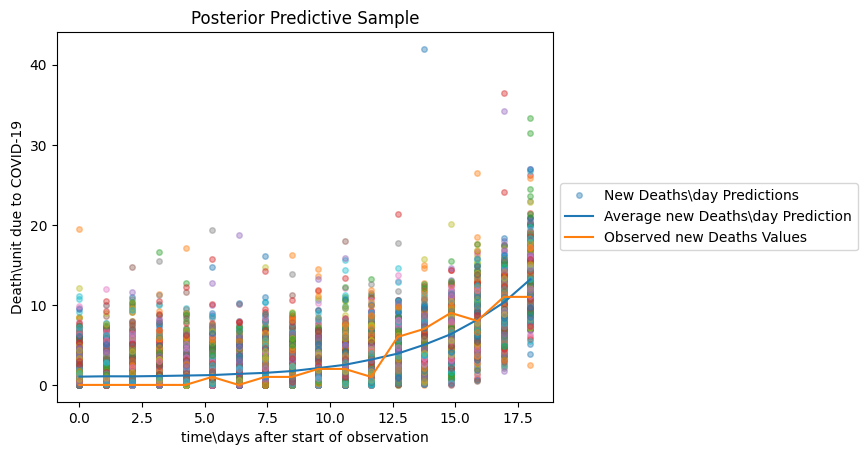 Posterior Predictive Sample
Death\unit due to COVID-19
40
30
20
10
0
0.0 2.5 5.0 7.5 10.0 12.5 15.0 17.5
time\days after start of observation
New Deaths\day Predictions
Average new Deaths\day Prediction
Observed new Deaths Values